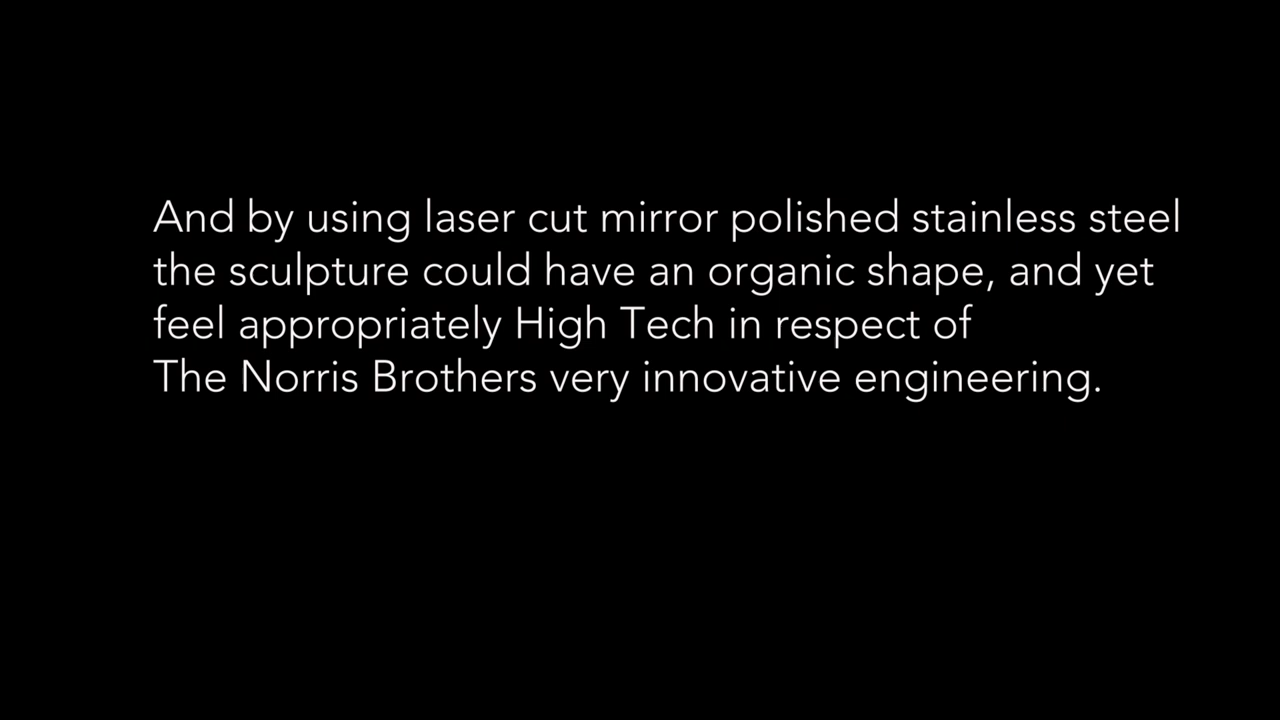 And by using laser cut mirror polished stainless steel
the sculpture could have an organic shape, and yet
feel appropriately High Tech in respect of
The Norris Brothers very innovative engineering.